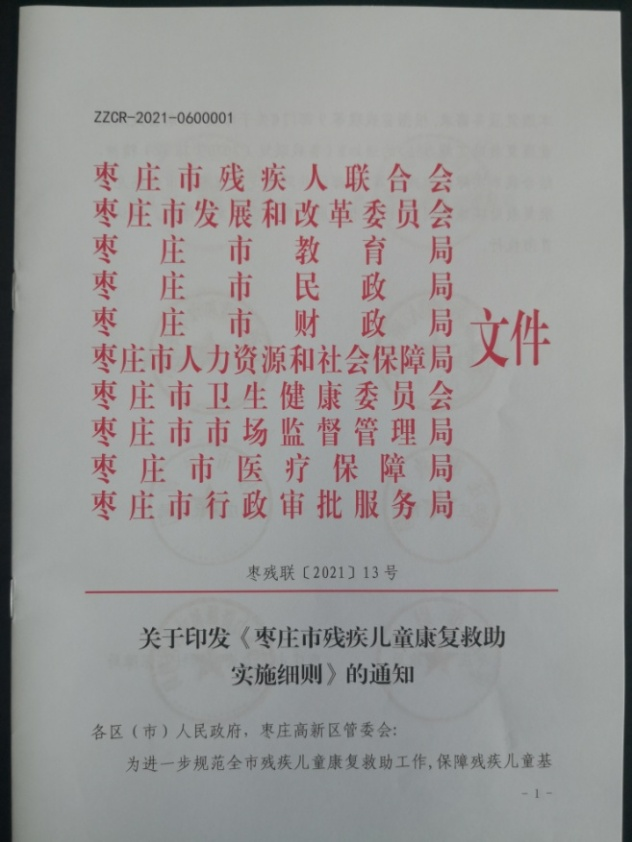 ZZCR-2021-0600001
枣庄市残疾人联合会
枣庄市发展和改革委员会
枣庄市教育局
枣庄市民政局
枣庄市财政局
枣庄市人力资源和社会保障局
枣庄市卫生健康委员会
枣庄市市场监督管理局
枣庄市医疗保障局
枣庄市行政审批服务局
文件
枣残联〔2021〕13号
关于印发《枣庄市残疾儿童康复救助
实施细则》的通知
各区（市）人民政府，枣庄高新区管委会:
为进一步规范全市残疾儿童康复救助工作,保障残疾儿童基
- 1 -